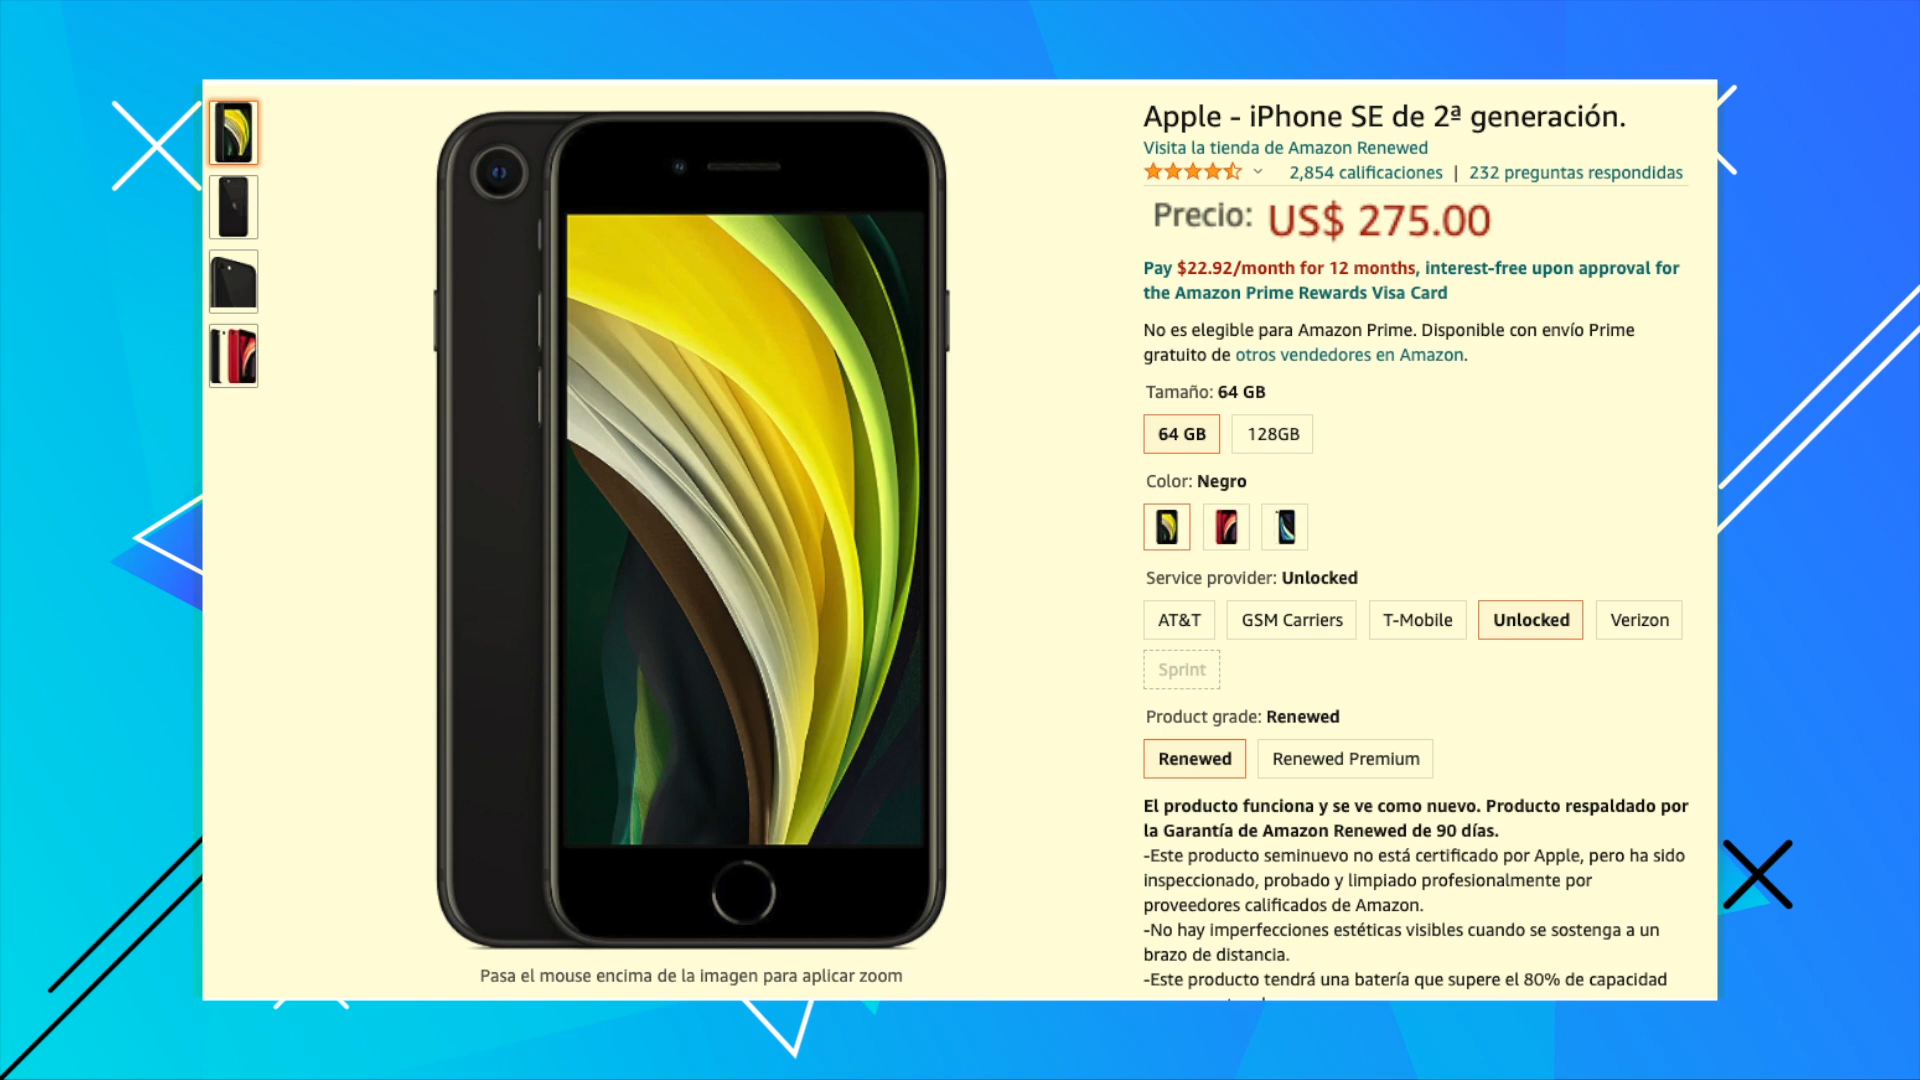 Apple - iPhone SE de 2ª generación.
Visita la tienda de Amazon Renewed
2,854 calificaciones | 232 preguntas respondidas
Precio: US$ 275.00
Pay $22.92/month for 12 months, interest-free upon approval for
the Amazon Prime Rewards Visa Card
No es elegible para Amazon Prime. Disponible con envío Prime
gratuito de otros vendedores en Amazon.
Tamaño: 64 GB
64 GB 128GB
Color: Negro
Service provider: Unlocked
AT&T GSM Carriers T-Mobile Unlocked Verizon
Sprint
Product grade: Renewed
Renewed Renewed Premium
El producto funciona y se ve como nuevo. Producto respaldado por
la Garantía de Amazon Renewed de 90 días.
-Este producto seminuevo no está certificado por Apple, pero ha sido
inspeccionado, probado y limpiado profesionalmente por
proveedores calificados de Amazon.
-No hay imperfecciones estéticas visibles cuando se sostenga a un
brazo de distancia.
-Este producto tendrá una batería que supere el 80% de capacidad
Pasa el mouse encima de la imagen para aplicar zoom